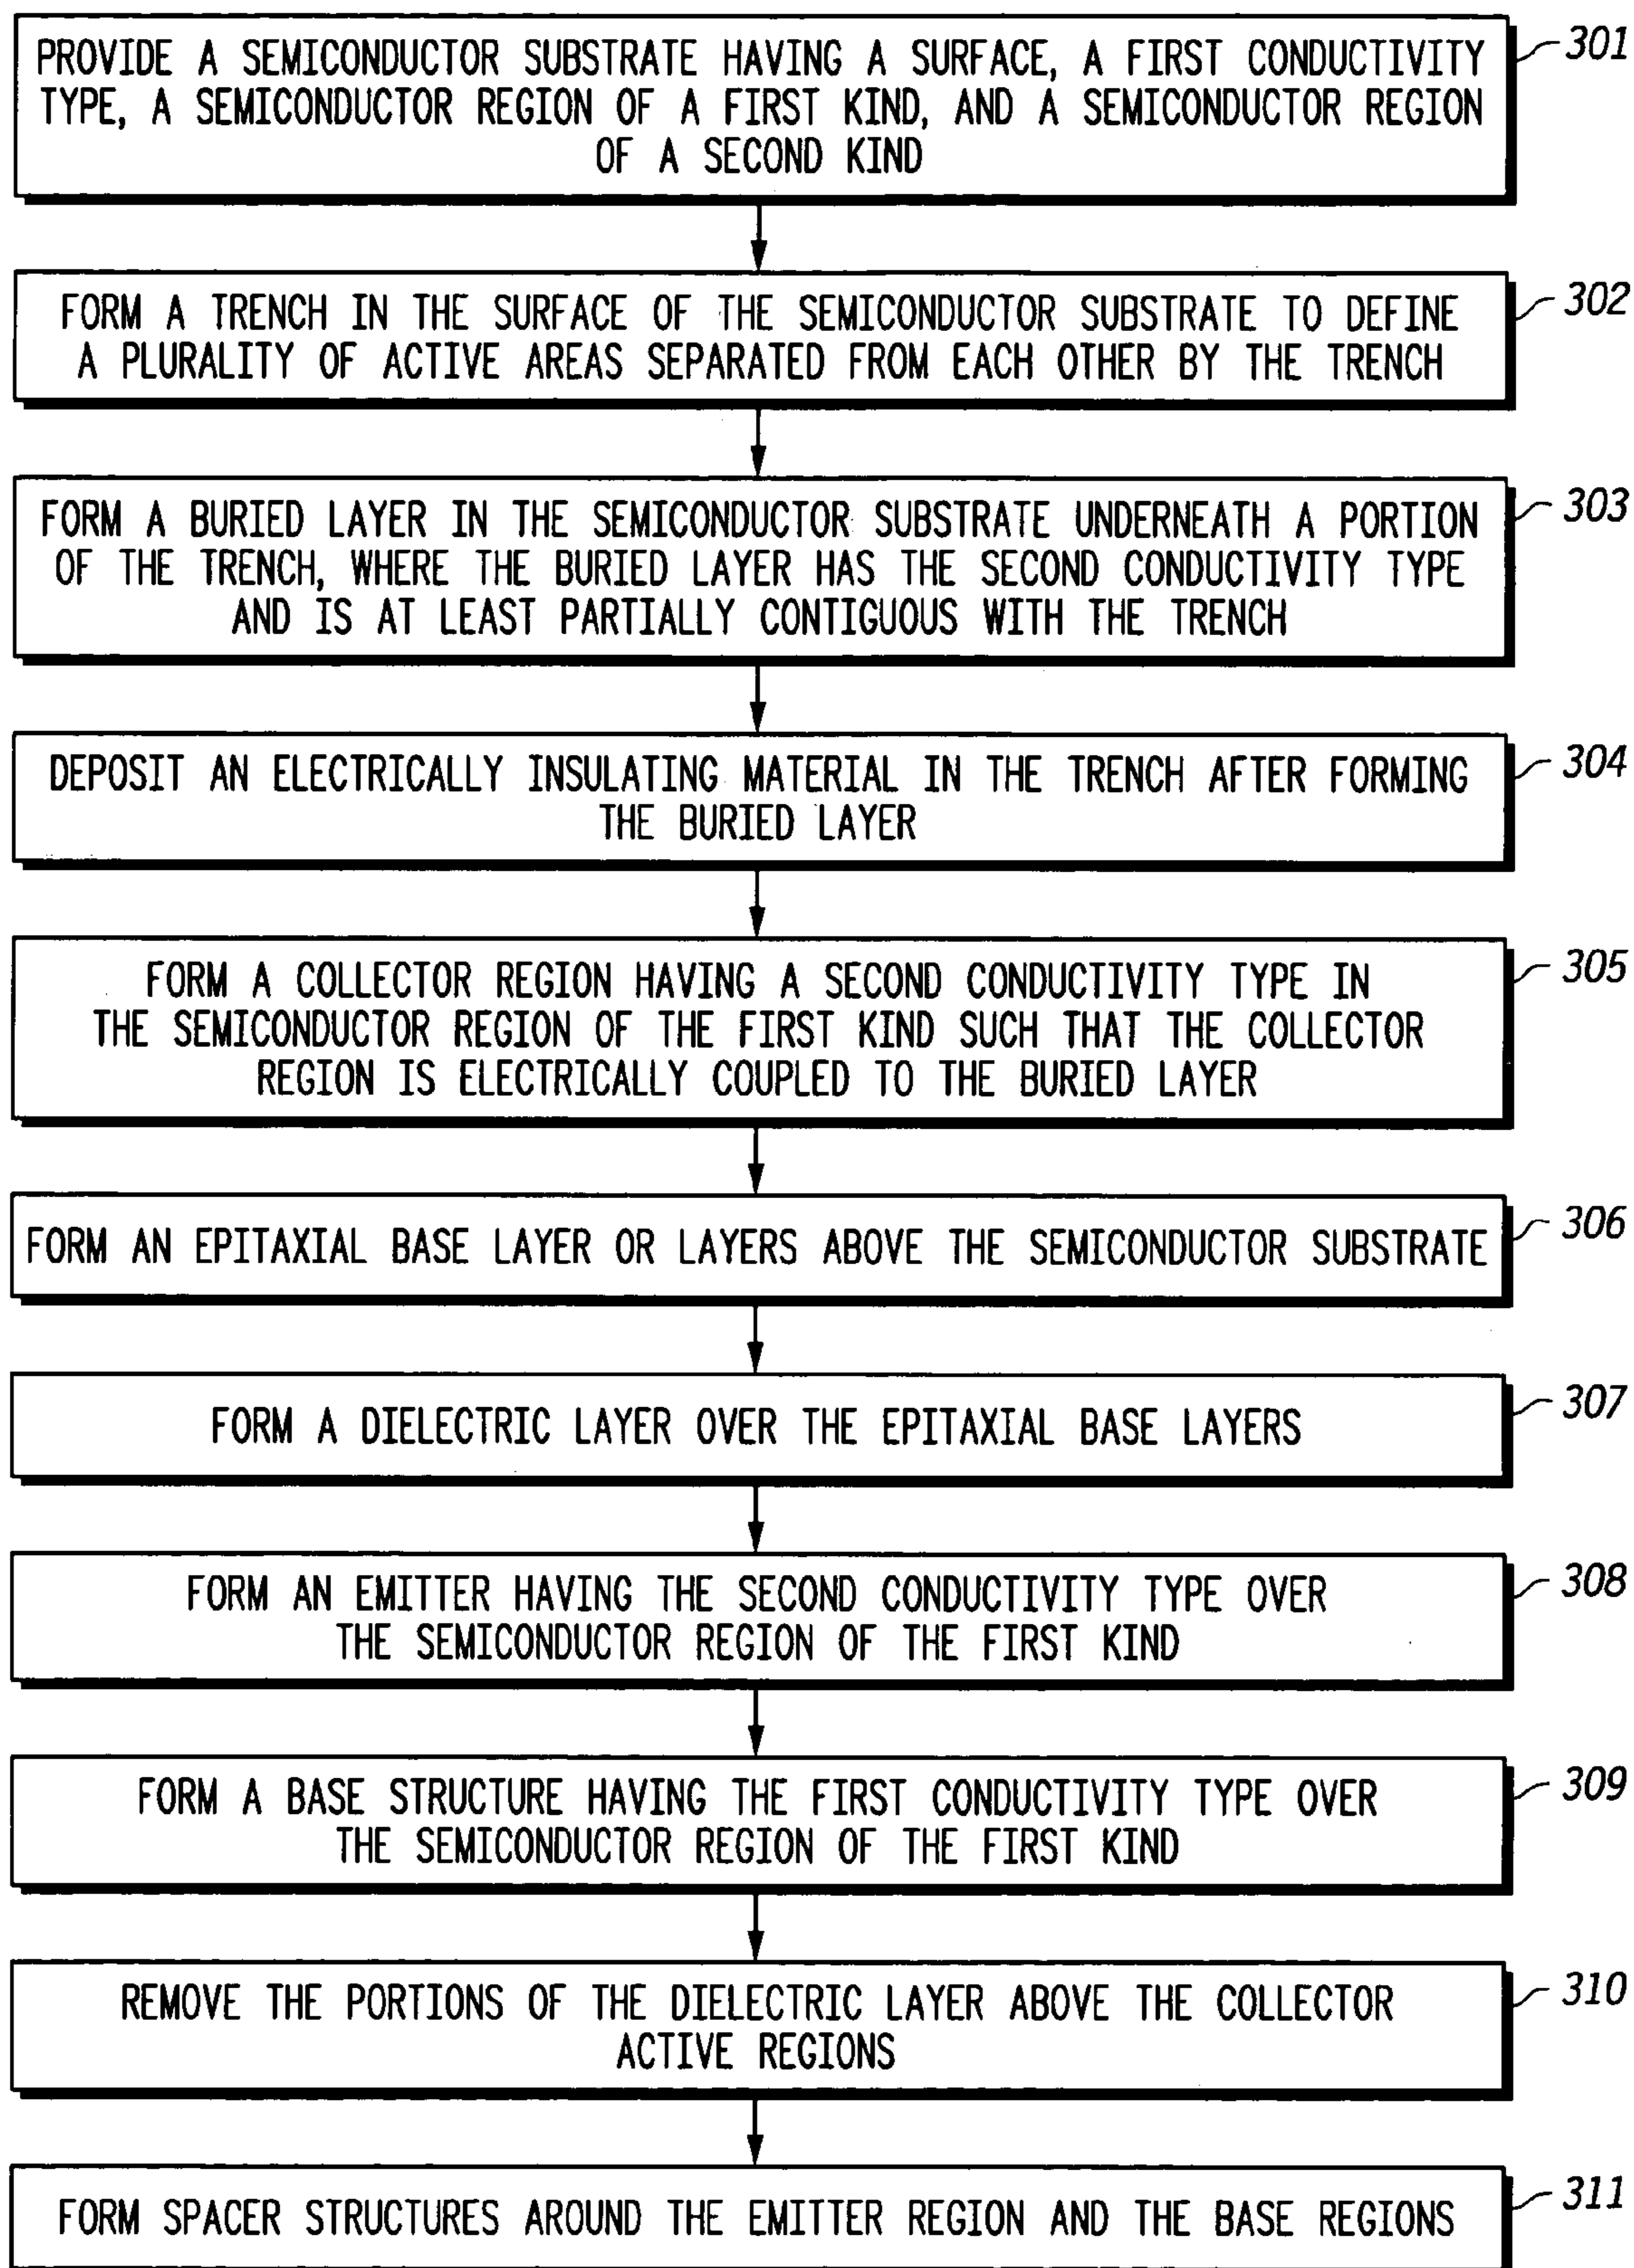 PROVIDE A SEMICONDUCTOR SUBSTRATE HAVING A SURFACE, A FIRST CONDUCTIVITY
TYPE, A SEMICONDUCTOR REGION OF A FIRST KIND, AND A SEMICONDUCTOR REGION
OF A SECOND KIND
301
FORM A TRENCH IN THE SURFACE OF THE SEMICONDUCTOR SUBSTRATE TO DEFINE
A PLURALITY OF ACTIVE AREAS SEPARATED FROM EACH OTHER BY THE TRENCH
302
FORM A BURIED LAYER IN THE SEMICONDUCTOR SUBSTRATE UNDERNEATH A PORTION
OF THE TRENCH, WHERE THE BURIED LAYER HAS THE SECOND CONDUCTIVITY TYPE
AND IS AT LEAST PARTIALLY CONTIGUOUS WITH THE TRENCH
303
DEPOSIT AN ELECTRICALLY INSULATING MATERIAL IN THE TRENCH AFTER FORMING
THE BURIED LAYER
304
FORM A COLLECTOR REGION HAVING A SECOND CONDUCTIVITY TYPE IN
THE SEMICONDUCTOR REGION OF THE FIRST KIND SUCH THAT THE COLLECTOR
REGION IS ELECTRICALLY COUPLED TO THE BURIED LAYER
305
FORM AN EPITAXIAL BASE LAYER OR LAYERS ABOVE THE SEMICONDUCTOR SUBSTRATE
306
FORM A DIELECTRIC LAYER OVER THE EPITAXIAL BASE LAYERS
307
FORM AN EMITTER HAVING THE SECOND CONDUCTIVITY TYPE OVER
THE SEMICONDUCTOR REGION OF THE FIRST KIND
308
FORM A BASE STRUCTURE HAVING THE FIRST CONDUCTIVITY TYPE OVER
THE SEMICONDUCTOR REGION OF THE FIRST KIND
309
REMOVE THE PORTIONS OF THE DIELECTRIC LAYER ABOVE THE COLLECTOR
ACTIVE REGIONS
310
FORM SPACER STRUCTURES AROUND THE EMITTER REGION AND THE BASE REGIONS
311